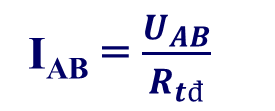 I_AB = U_AB / R_tđ